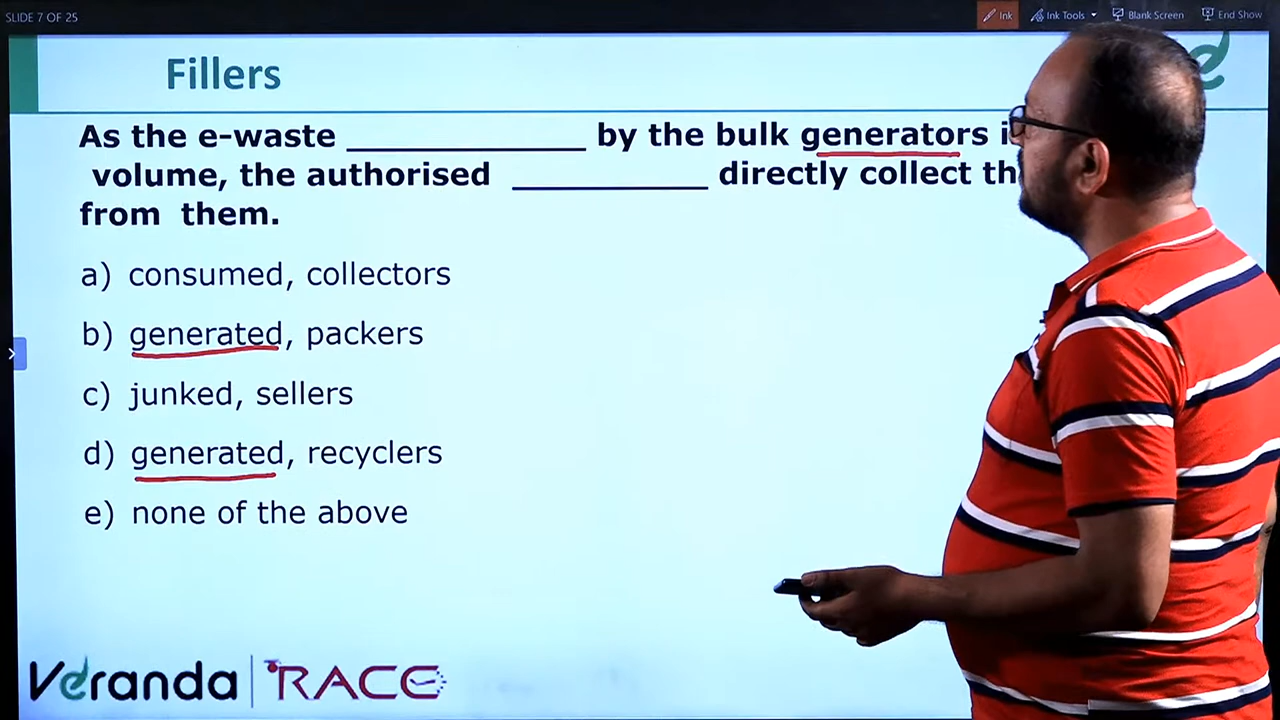 SLIDE 7 OF 25
Ink Ink Tools Blank Screen End Show
Fillers
As the e-waste ______________ by the bulk generators
volume, the authorised ____________ directly collect
from them.
a) consumed, collectors
b) generated, packers
c) junked, sellers
d) generated, recyclers
e) none of the above
Veranda RACE